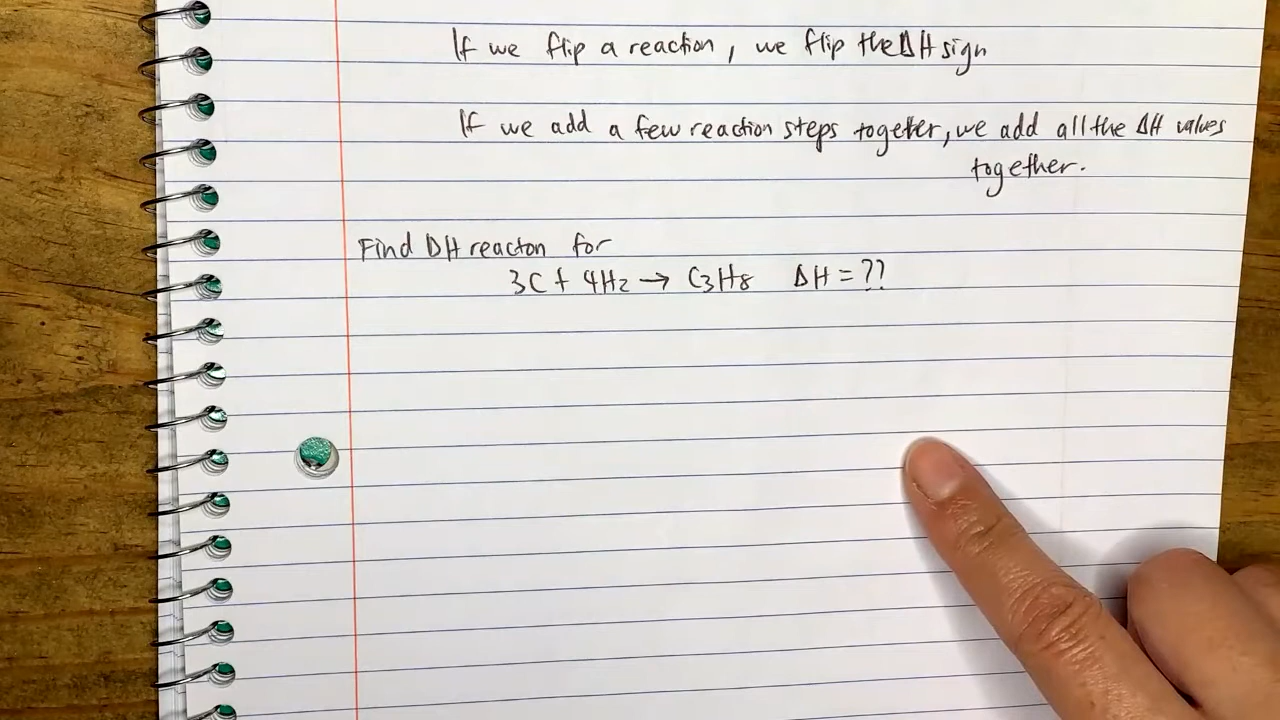 If we flip a reaction, we flip the ΔH sign
If we add a few reaction steps together, we add all the ΔH values
together.
Find ΔH reacton for
3C + 4H2 → C3H8 ΔH = ??